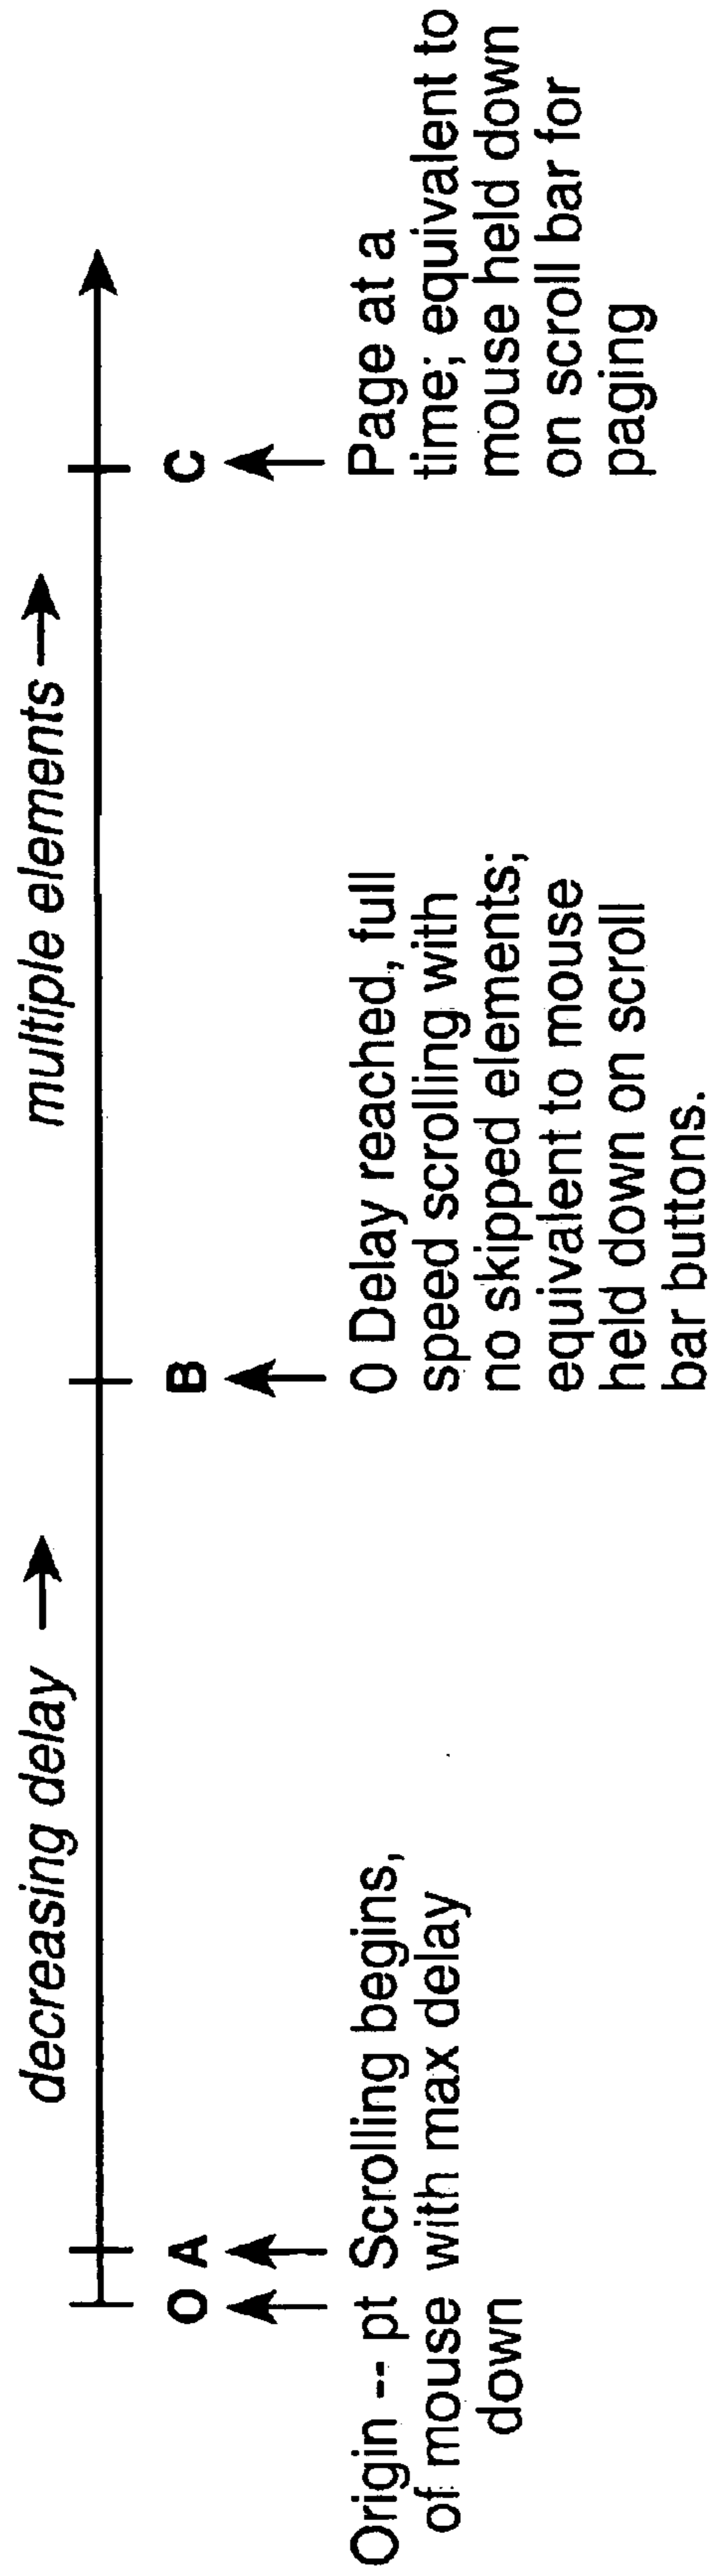 decreasing delay
multiple elements
O A
B
C
Origin -- pt
of mouse
down
Scrolling begins,
with max delay
0 Delay reached, full
speed scrolling with
no skipped elements;
equivalent to mouse
held down on scroll
bar buttons.
Page at a
time; equivalent to
mouse held down
on scroll bar for
paging